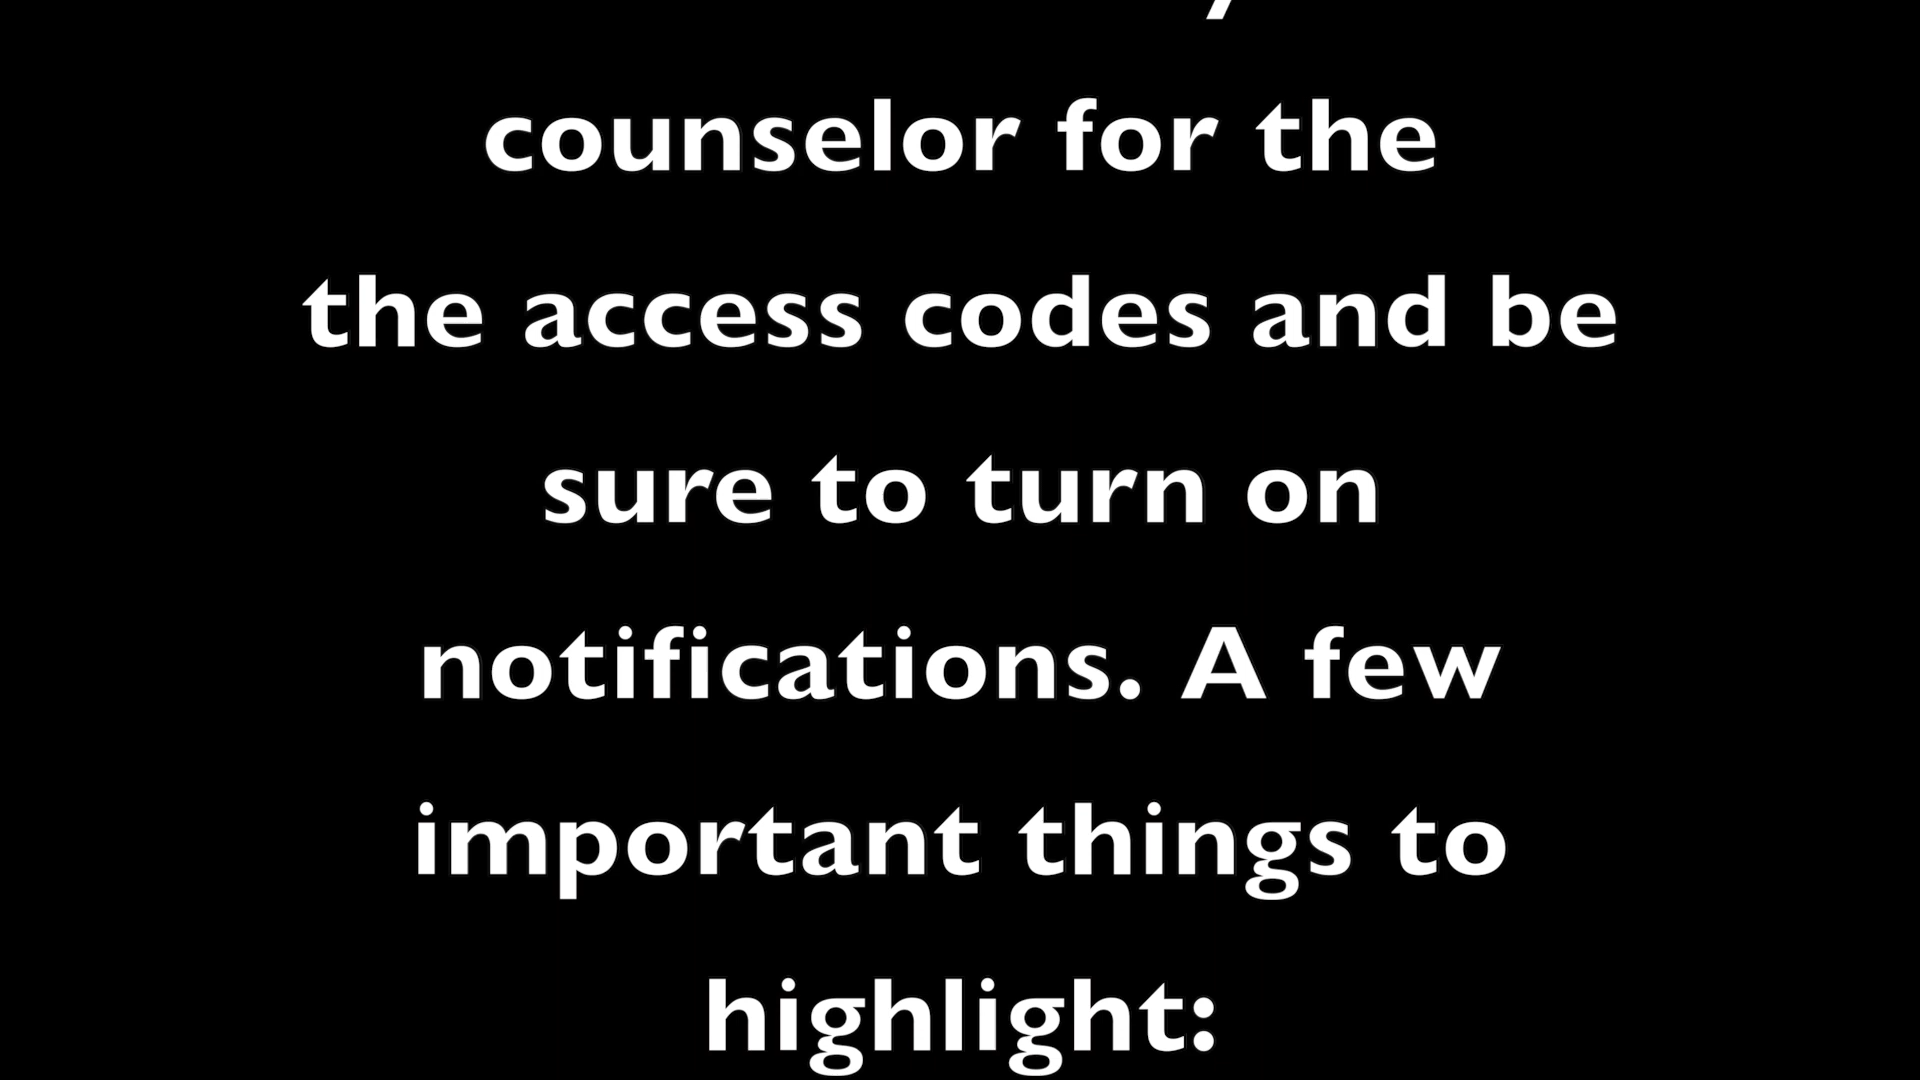 counselor for the
the access codes and be
sure to turn on
notifications. A few
important things to
highlight: